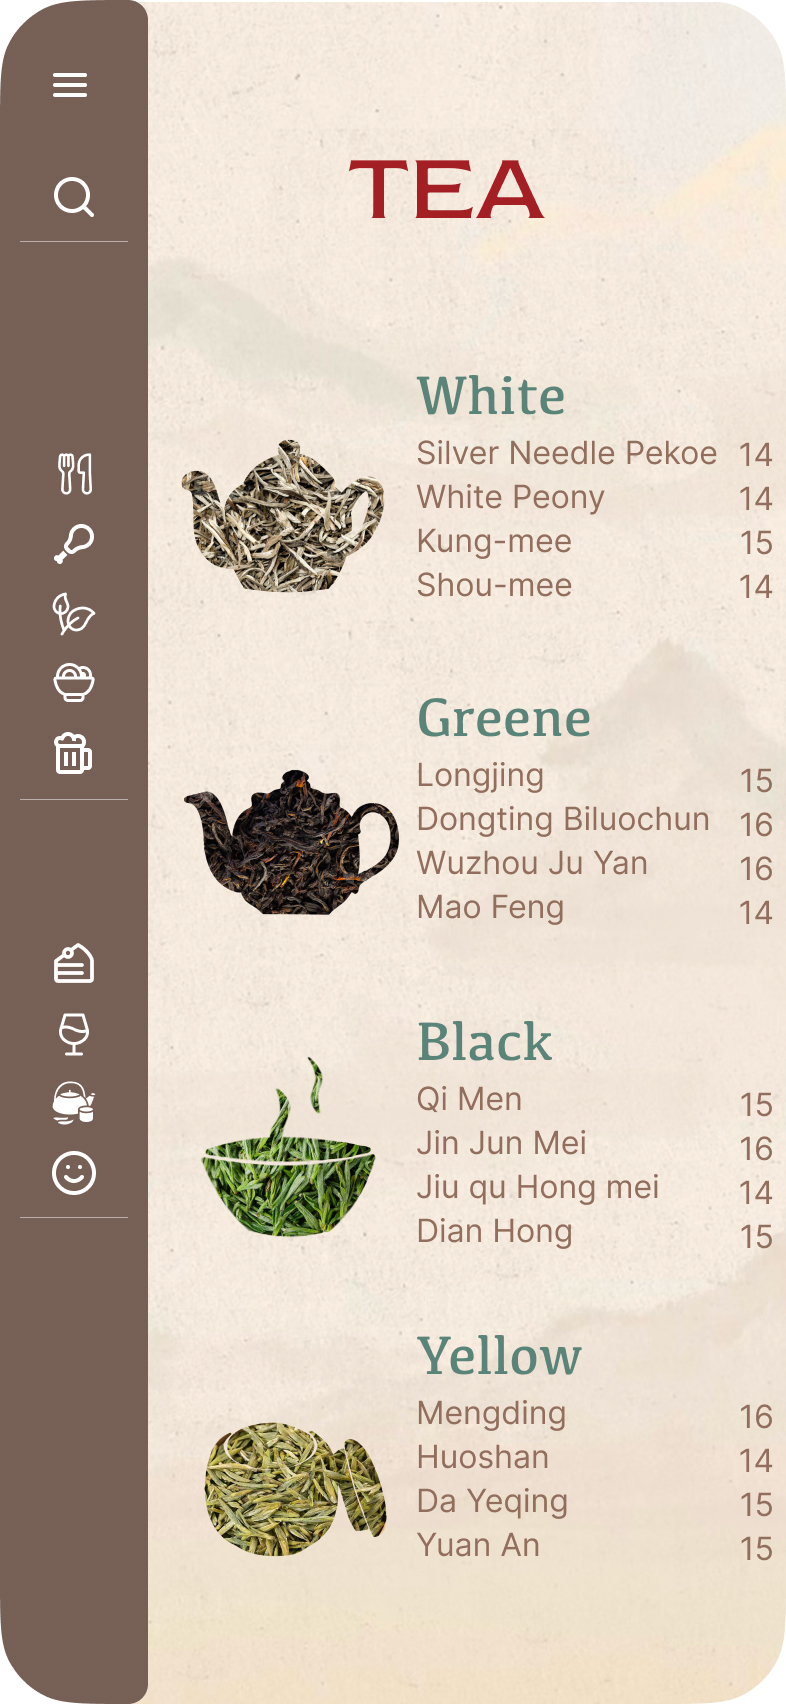 TEA
White
Silver Needle Pekoe 14
White Peony 14
Kung-mee 15
Shou-mee 14
Greene
Longjing 15
Dongting Biluochun 16
Wuzhou Ju Yan 16
Mao Feng 14
Black
Qi Men 15
Jin Jun Mei 16
Jiu qu Hong mei 14
Dian Hong 15
Yellow
Mengding 16
Huoshan 14
Da Yeqing 15
Yuan An 15